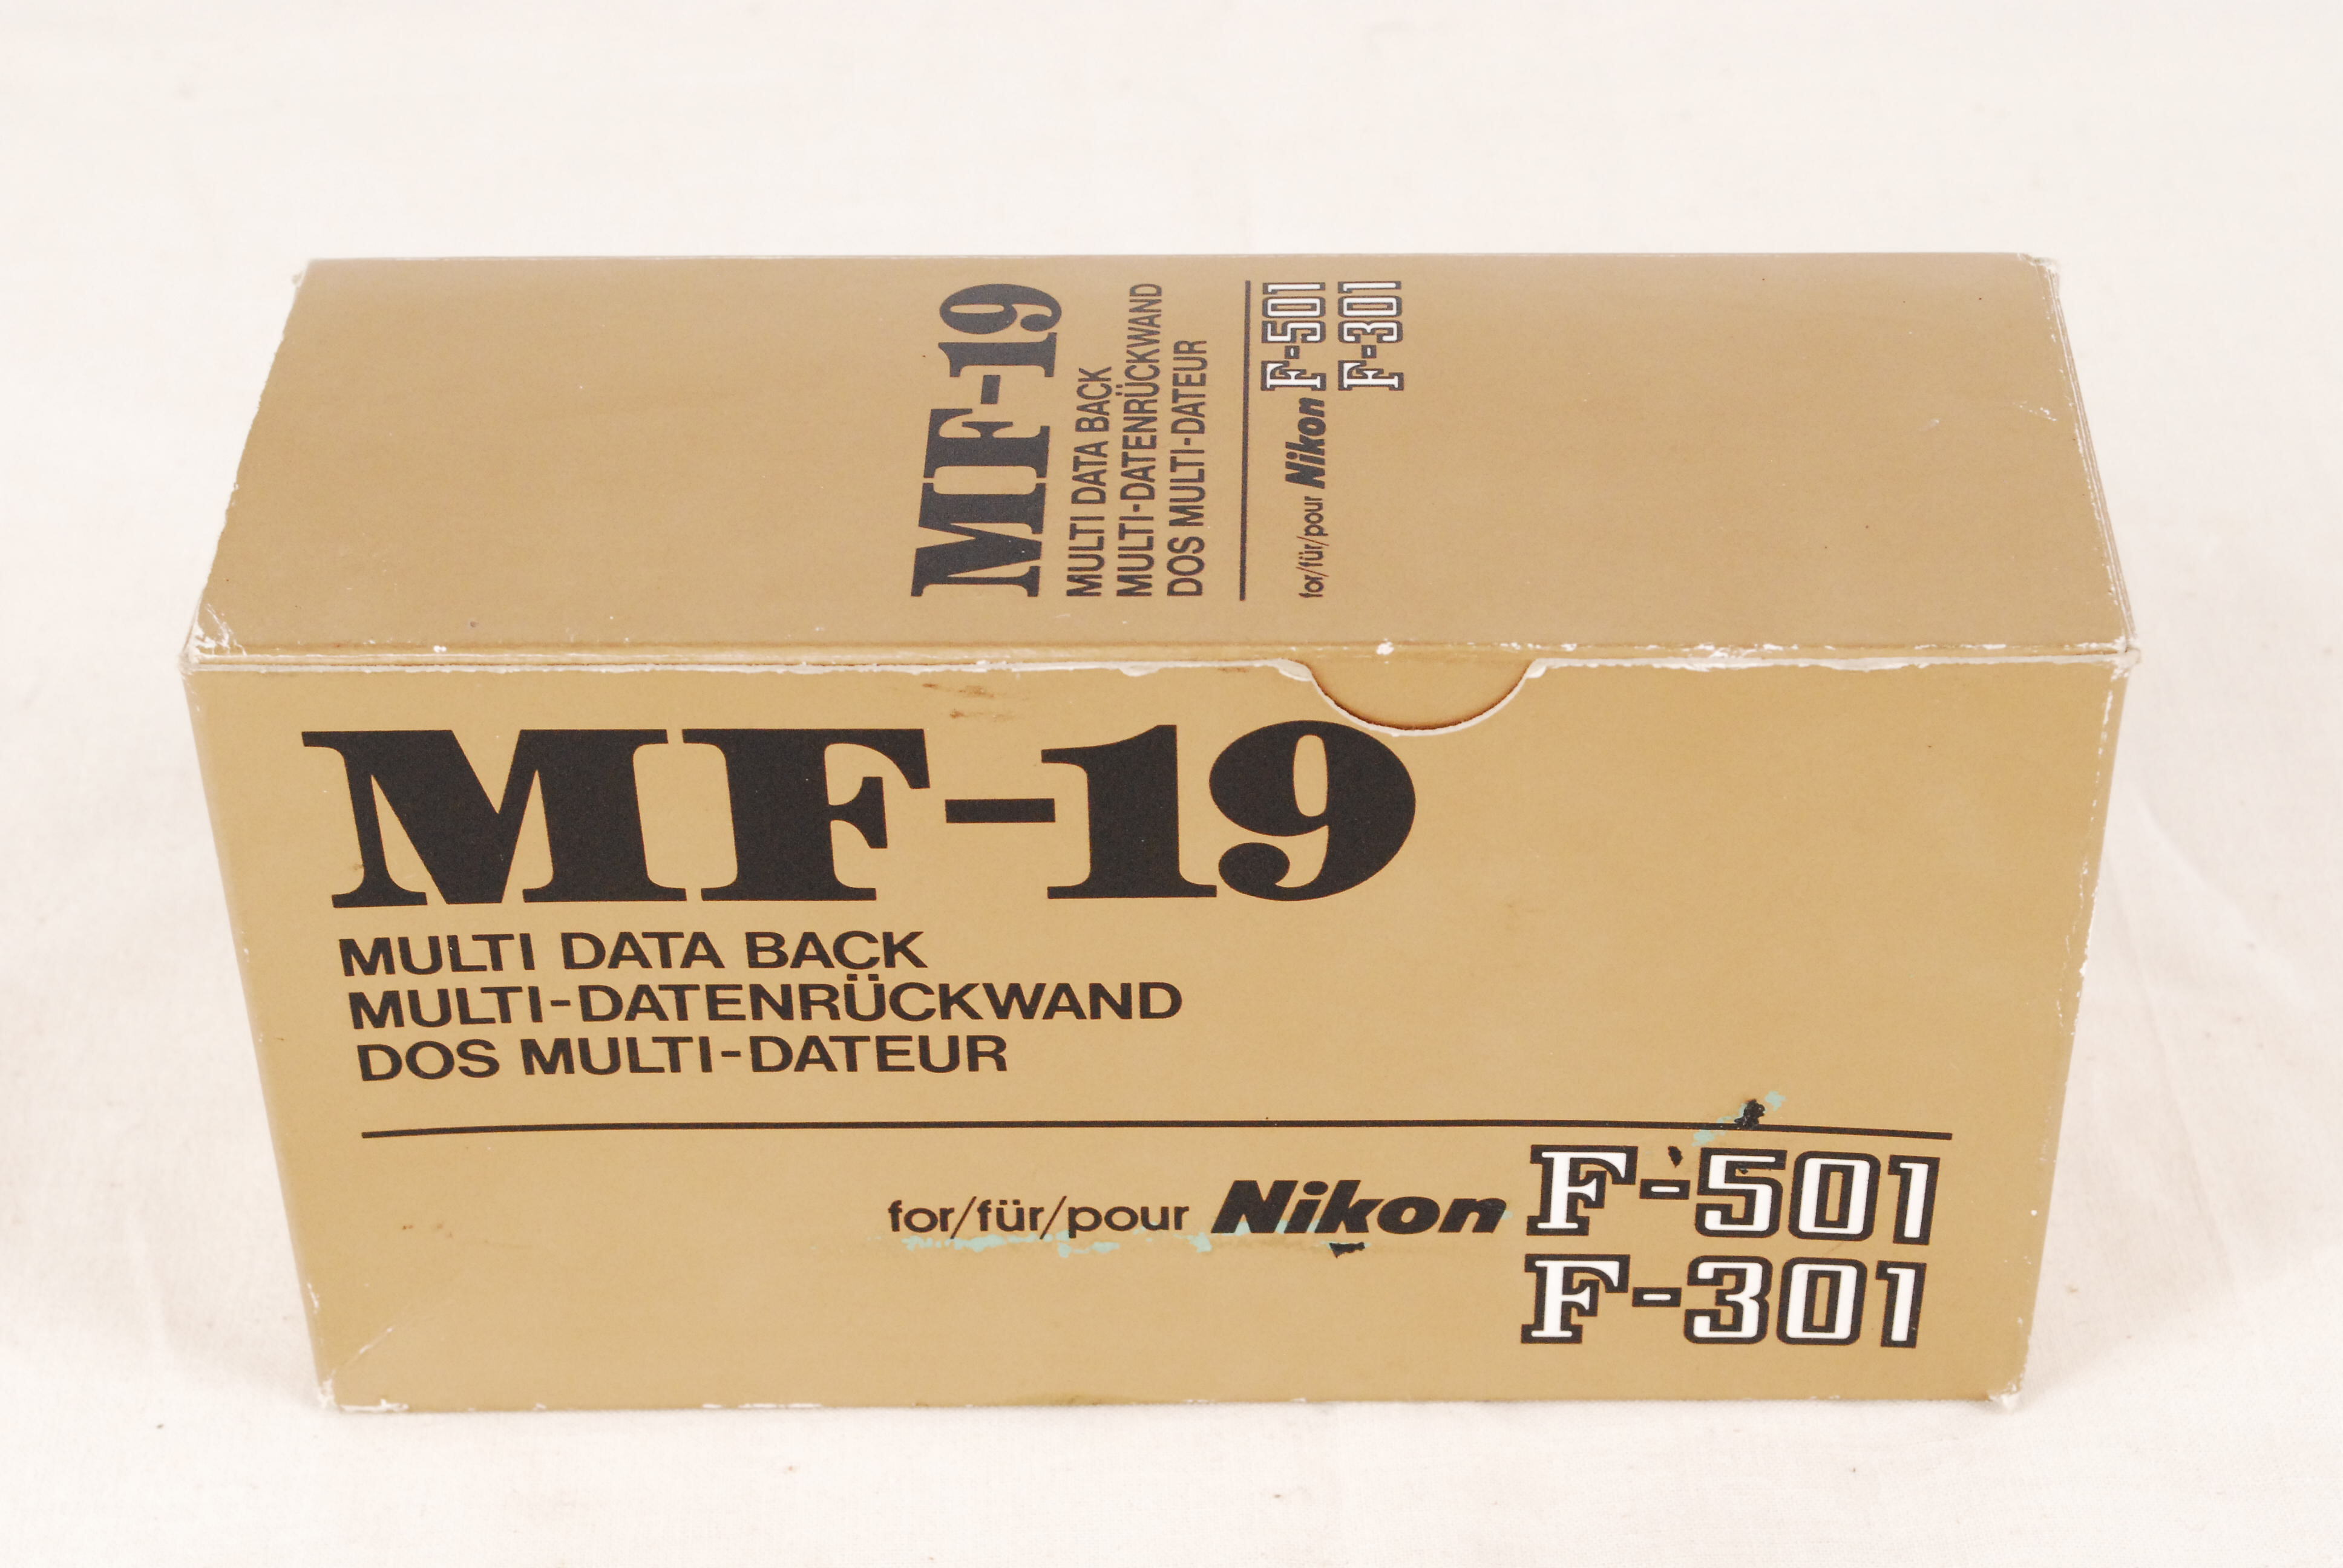 MF-19
MULTI DATA BACK
MULTI-DATENRÜCKWAND
DOS MULTI-DATEUR
for/für/pour Nikon F-501
F-301
MF-19
MULTI DATA BACK
MULTI-DATENRÜCKWAND
DOS MULTI-DATEUR
for/für/pour Nikon F-501
F-301